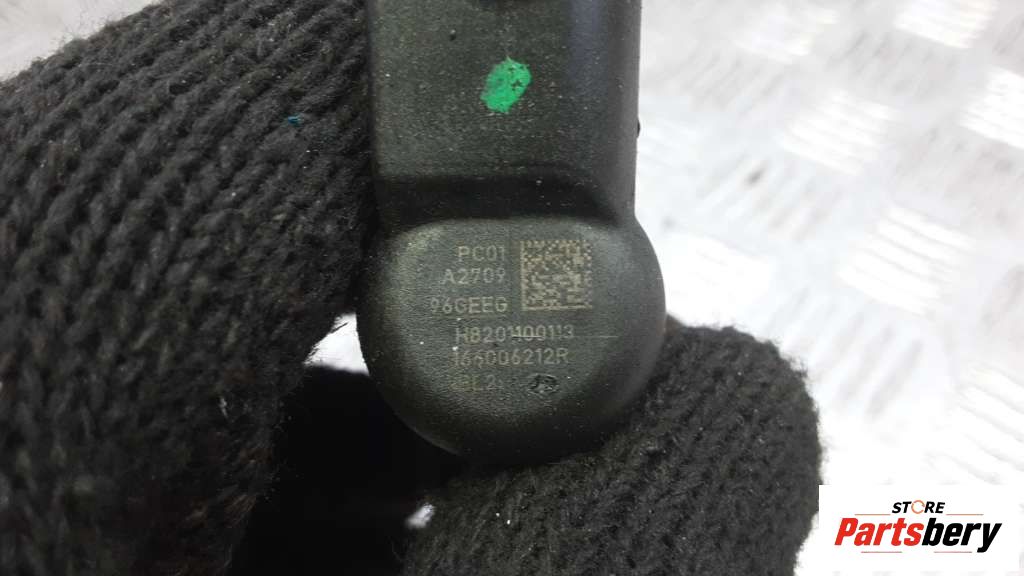 PC01
A2709
96GEEG
H8201100113
166006212R
STORE
Partsbery